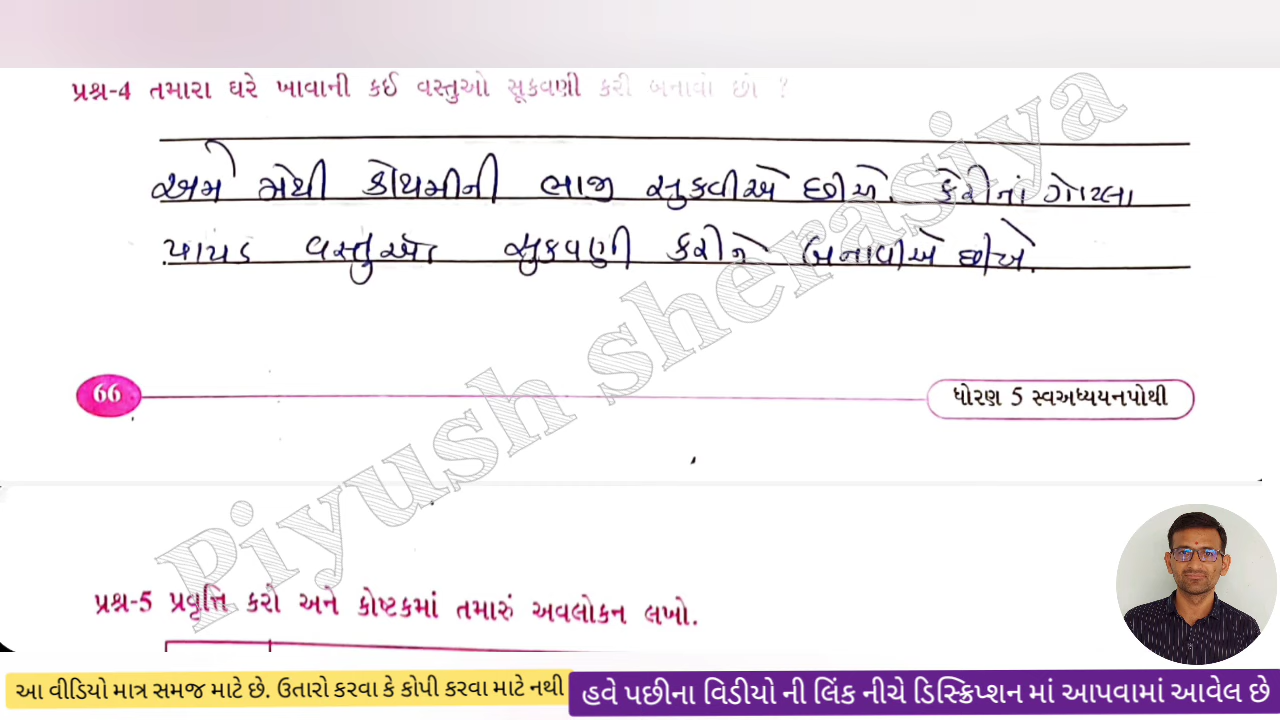 પ્રશ્ન-4 તમારા ઘરે ખાવાની કઈ વસ્તુઓ સૂકવણી કરી બનાવો છો ?
અમે મેથી કોથમીની ભાજી સુકવીએ છીએ. કેરીનાં ગોટલા
પાપડ વસ્તુઓ સુકવણી કરીને બનાવીએ છીએ.
66
ધોરણ 5 સ્વઅધ્યયનપોથી
Piyush sherasiya
પ્રશ્ન-5 પ્રવૃત્તિ કરો અને કોષ્ટકમાં તમારું અવલોકન લખો.
આ વીડિયો માત્ર સમજ માટે છે. ઉતારો કરવા કે કોપી કરવા માટે નથી
હવે પછીના વિડીયો ની લિંક નીચે ડિસ્ક્રિપ્શન માં આપવામાં આવેલ છે